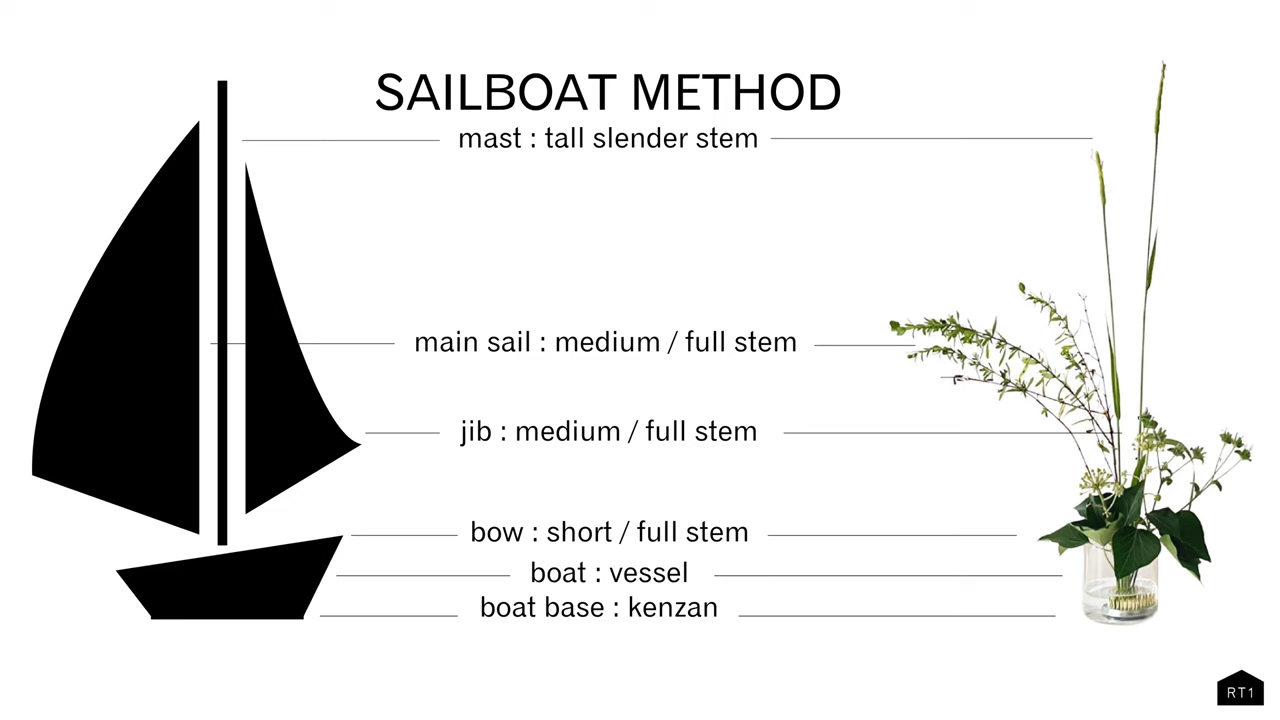 SAILBOAT METHOD
mast : tall slender stem
main sail : medium / full stem
jib : medium / full stem
bow : short / full stem
boat : vessel
boat base : kenzan
RT1